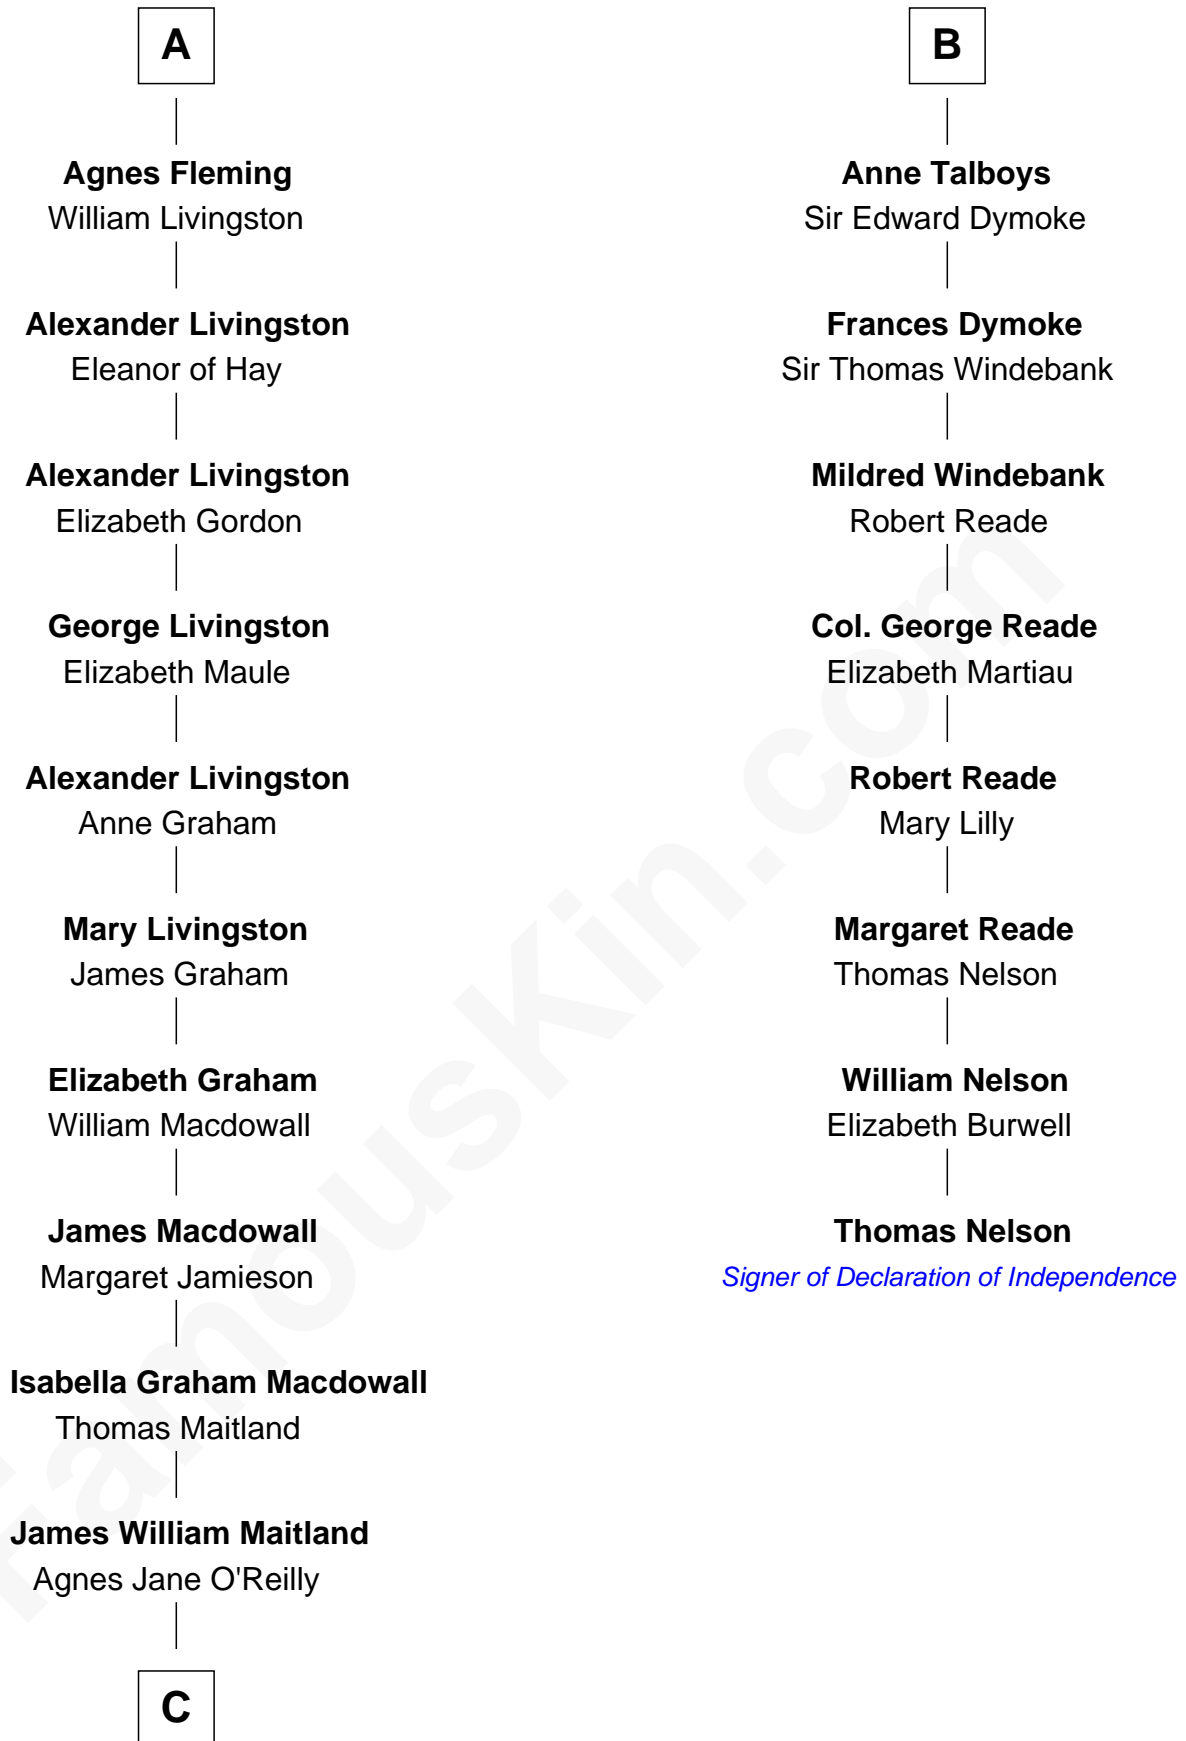 A
Agnes Fleming
William Livingston
Alexander Livingston
Eleanor of Hay
Alexander Livingston
Elizabeth Gordon
George Livingston
Elizabeth Maule
Alexander Livingston
Anne Graham
Mary Livingston
James Graham
Elizabeth Graham
William Macdowall
James Macdowall
Margaret Jamieson
Isabella Graham Macdowall
Thomas Maitland
James William Maitland
Agnes Jane O'Reilly
C
B
Anne Talboys
Sir Edward Dymoke
Frances Dymoke
Sir Thomas Windebank
Mildred Windebank
Robert Reade
Col. George Reade
Elizabeth Martiau
Robert Reade
Mary Lilly
Margaret Reade
Thomas Nelson
William Nelson
Elizabeth Burwell
Thomas Nelson
Signer of Declaration of Independence
FamousKin.com